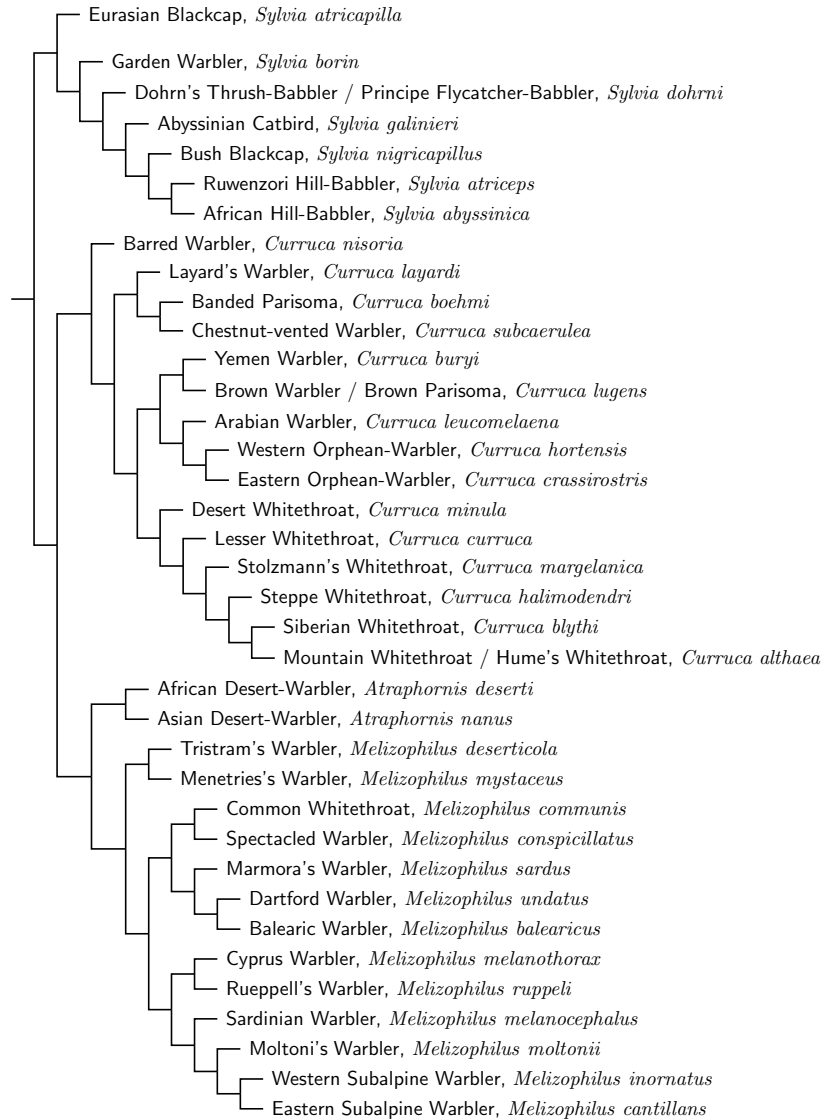 Eurasian Blackcap, Sylvia atricapilla
Garden Warbler, Sylvia borin
Dohrn's Thrush-Babbler / Principe Flycatcher-Babbler, Sylvia dohrni
Abyssinian Catbird, Sylvia galinieri
Bush Blackcap, Sylvia nigricapillus
Ruwenzori Hill-Babbler, Sylvia atriceps
African Hill-Babbler, Sylvia abyssinica
Barred Warbler, Curruca nisoria
Layard's Warbler, Curruca layardi
Banded Parisoma, Curruca boehmi
Chestnut-vented Warbler, Curruca subcaerulea
Yemen Warbler, Curruca buryi
Brown Warbler / Brown Parisoma, Curruca lugens
Arabian Warbler, Curruca leucomelaena
Western Orphean-Warbler, Curruca hortensis
Eastern Orphean-Warbler, Curruca crassirostris
Desert Whitethroat, Curruca minula
Lesser Whitethroat, Curruca curruca
Stolzmann's Whitethroat, Curruca margelanica
Steppe Whitethroat, Curruca halimodendri
Siberian Whitethroat, Curruca blythi
Mountain Whitethroat / Hume's Whitethroat, Curruca althaea
African Desert-Warbler, Atraphornis deserti
Asian Desert-Warbler, Atraphornis nanus
Tristram's Warbler, Melizophilus deserticola
Menetries's Warbler, Melizophilus mystaceus
Common Whitethroat, Melizophilus communis
Spectacled Warbler, Melizophilus conspicillatus
Marmora's Warbler, Melizophilus sardus
Dartford Warbler, Melizophilus undatus
Balearic Warbler, Melizophilus balearicus
Cyprus Warbler, Melizophilus melanothorax
Rueppell's Warbler, Melizophilus ruppeli
Sardinian Warbler, Melizophilus melanocephalus
Moltoni's Warbler, Melizophilus moltonii
Western Subalpine Warbler, Melizophilus inornatus
Eastern Subalpine Warbler, Melizophilus cantillans